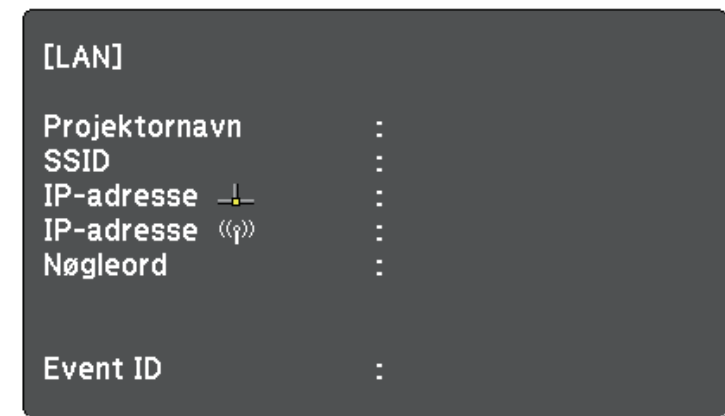 [LAN]
Projektornavn :
SSID :
IP-adresse :
IP-adresse :
Nøgleord :
Event ID :